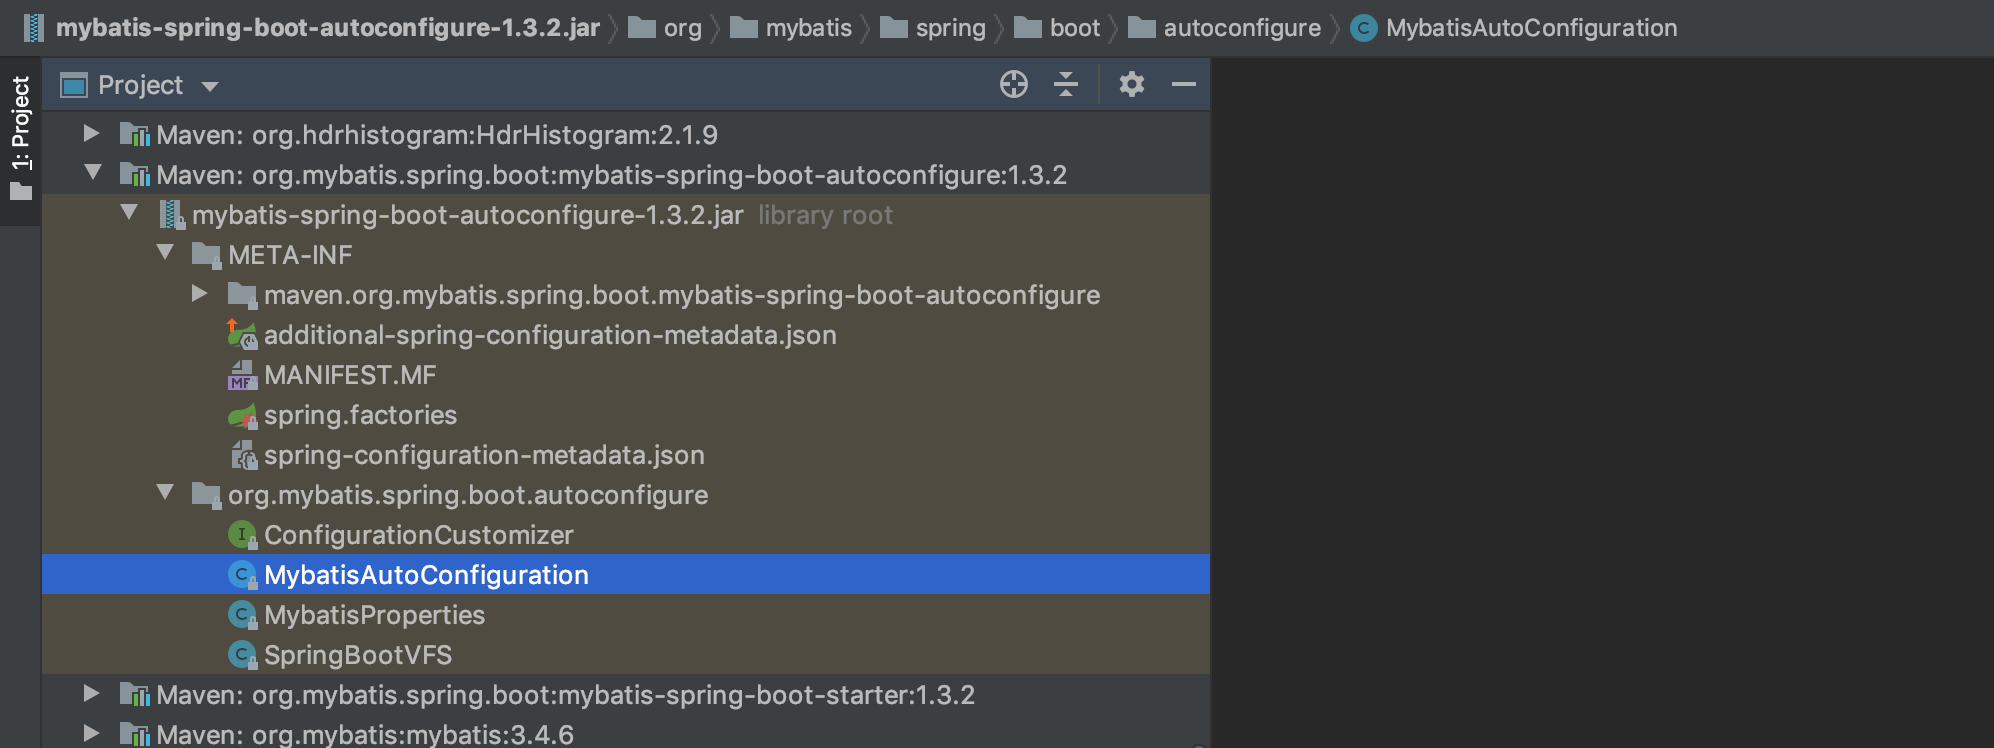 mybatis-spring-boot-autoconfigure-1.3.2.jar org mybatis spring boot autoconfigure C MybatisAutoConfiguration
1: Project
Project
Maven: org.hdrhistogram:HdrHistogram:2.1.9
Maven: org.mybatis.spring.boot:mybatis-spring-boot-autoconfigure:1.3.2
mybatis-spring-boot-autoconfigure-1.3.2.jar library root
META-INF
maven.org.mybatis.spring.boot.mybatis-spring-boot-autoconfigure
additional-spring-configuration-metadata.json
MF MANIFEST.MF
spring.factories
spring-configuration-metadata.json
org.mybatis.spring.boot.autoconfigure
I ConfigurationCustomizer
C MybatisAutoConfiguration
C MybatisProperties
C SpringBootVFS
Maven: org.mybatis.spring.boot:mybatis-spring-boot-starter:1.3.2
Maven: org.mybatis:mybatis:3.4.6